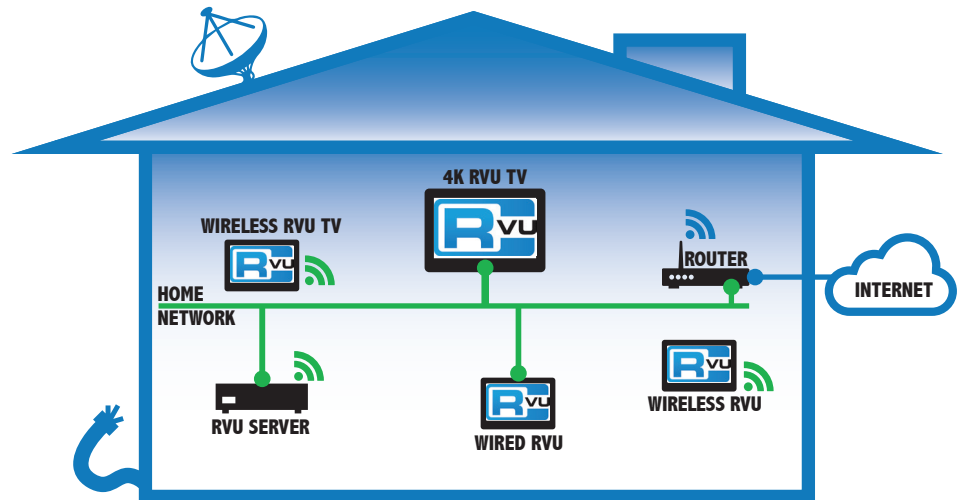 4K RVU TV
RVU
WIRELESS RVU TV
RVU
ROUTER
INTERNET
HOME
NETWORK
RVU SERVER
RVU
WIRED RVU
RVU
WIRELESS RVU